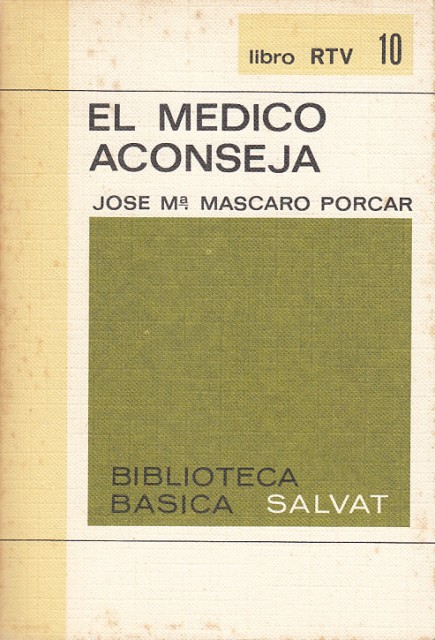 libro RTV 10
EL MEDICO
ACONSEJA
JOSE Mª. MASCARO PORCAR
BIBLIOTECA
BASICA SALVAT